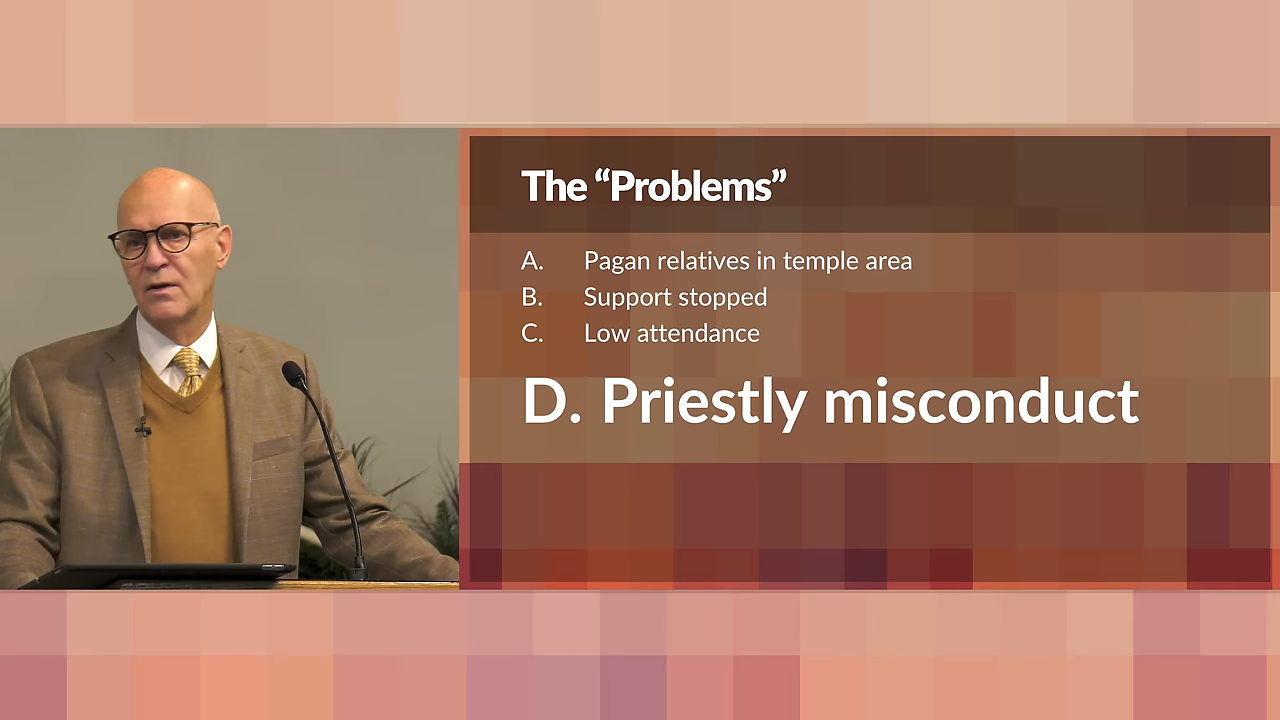 The “Problems”
A. Pagan relatives in temple area
B. Support stopped
C. Low attendance
D. Priestly misconduct